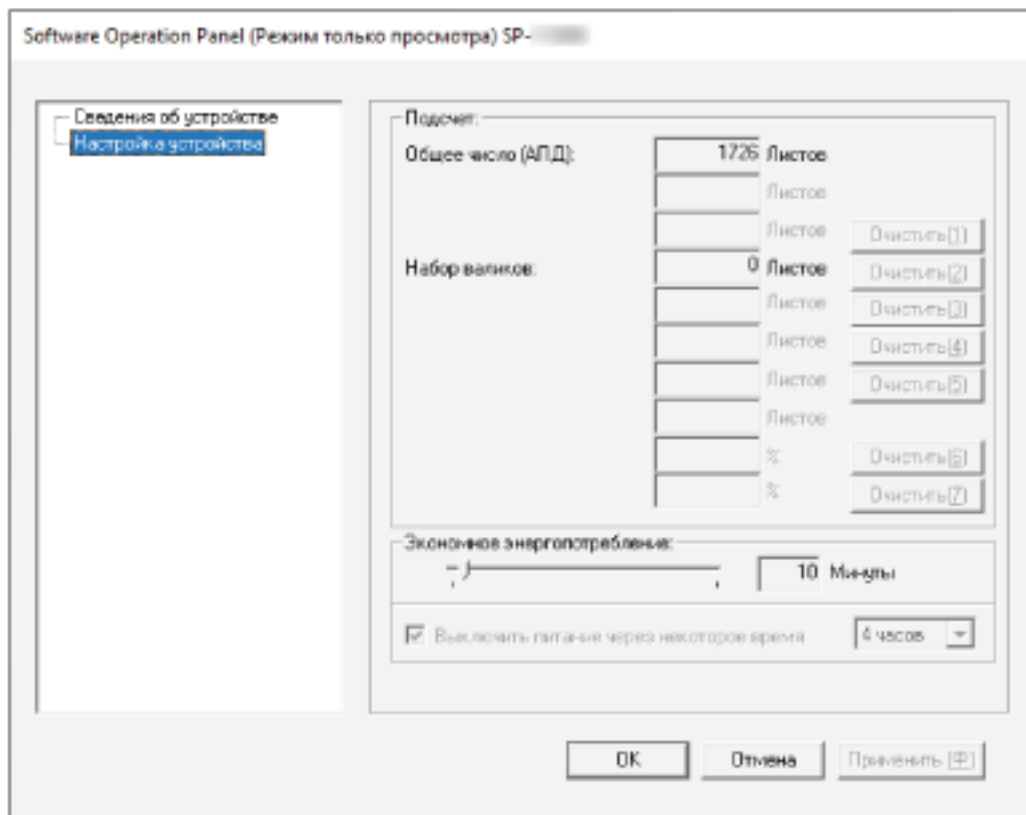 Software Operation Panel (Режим только просмотра) SP-
Сведения об устройстве
Настройка устройства
Подсчет:
Общее число (АПД): 1726 Листов
Листов
Листов Очистить[1]
Набор валиков: 0 Листов Очистить[2]
Листов Очистить[3]
Листов Очистить[4]
Листов Очистить[5]
Листов
% Очистить[6]
% Очистить[7]
Экономное энергопотребление:
10 Минуты
Выключить питание через некоторое время 4 часов
OK Отмена Применить [Ф]